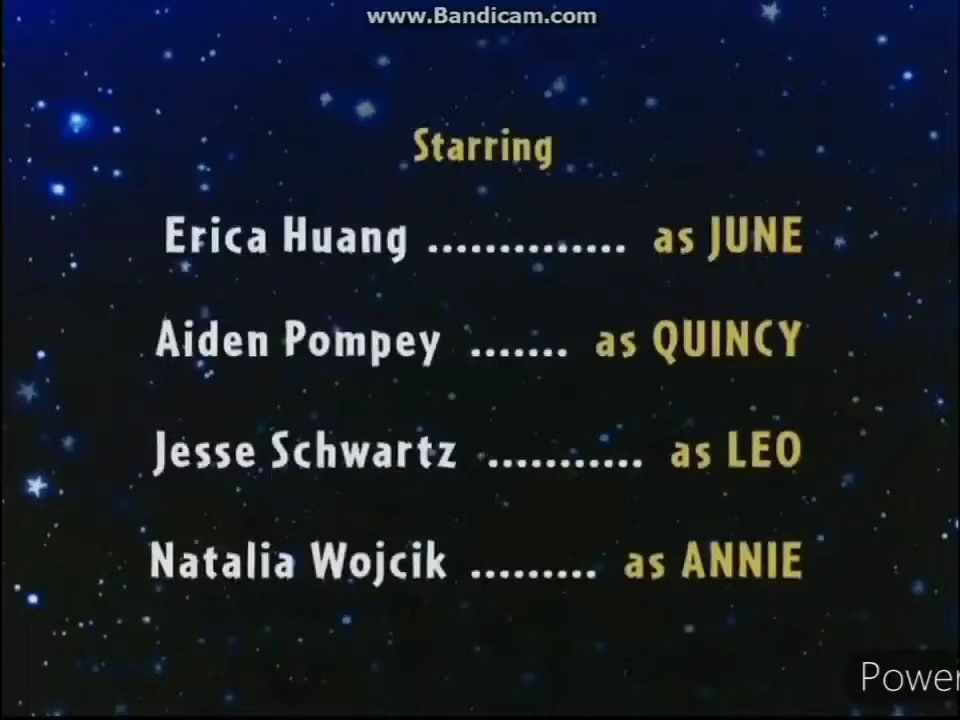 www.Bandicam.com
Starring
Erica Huang .............. as JUNE
Aiden Pompey ....... as QUINCY
Jesse Schwartz ........... as LEO
Natalia Wojcik ......... as ANNIE
Power